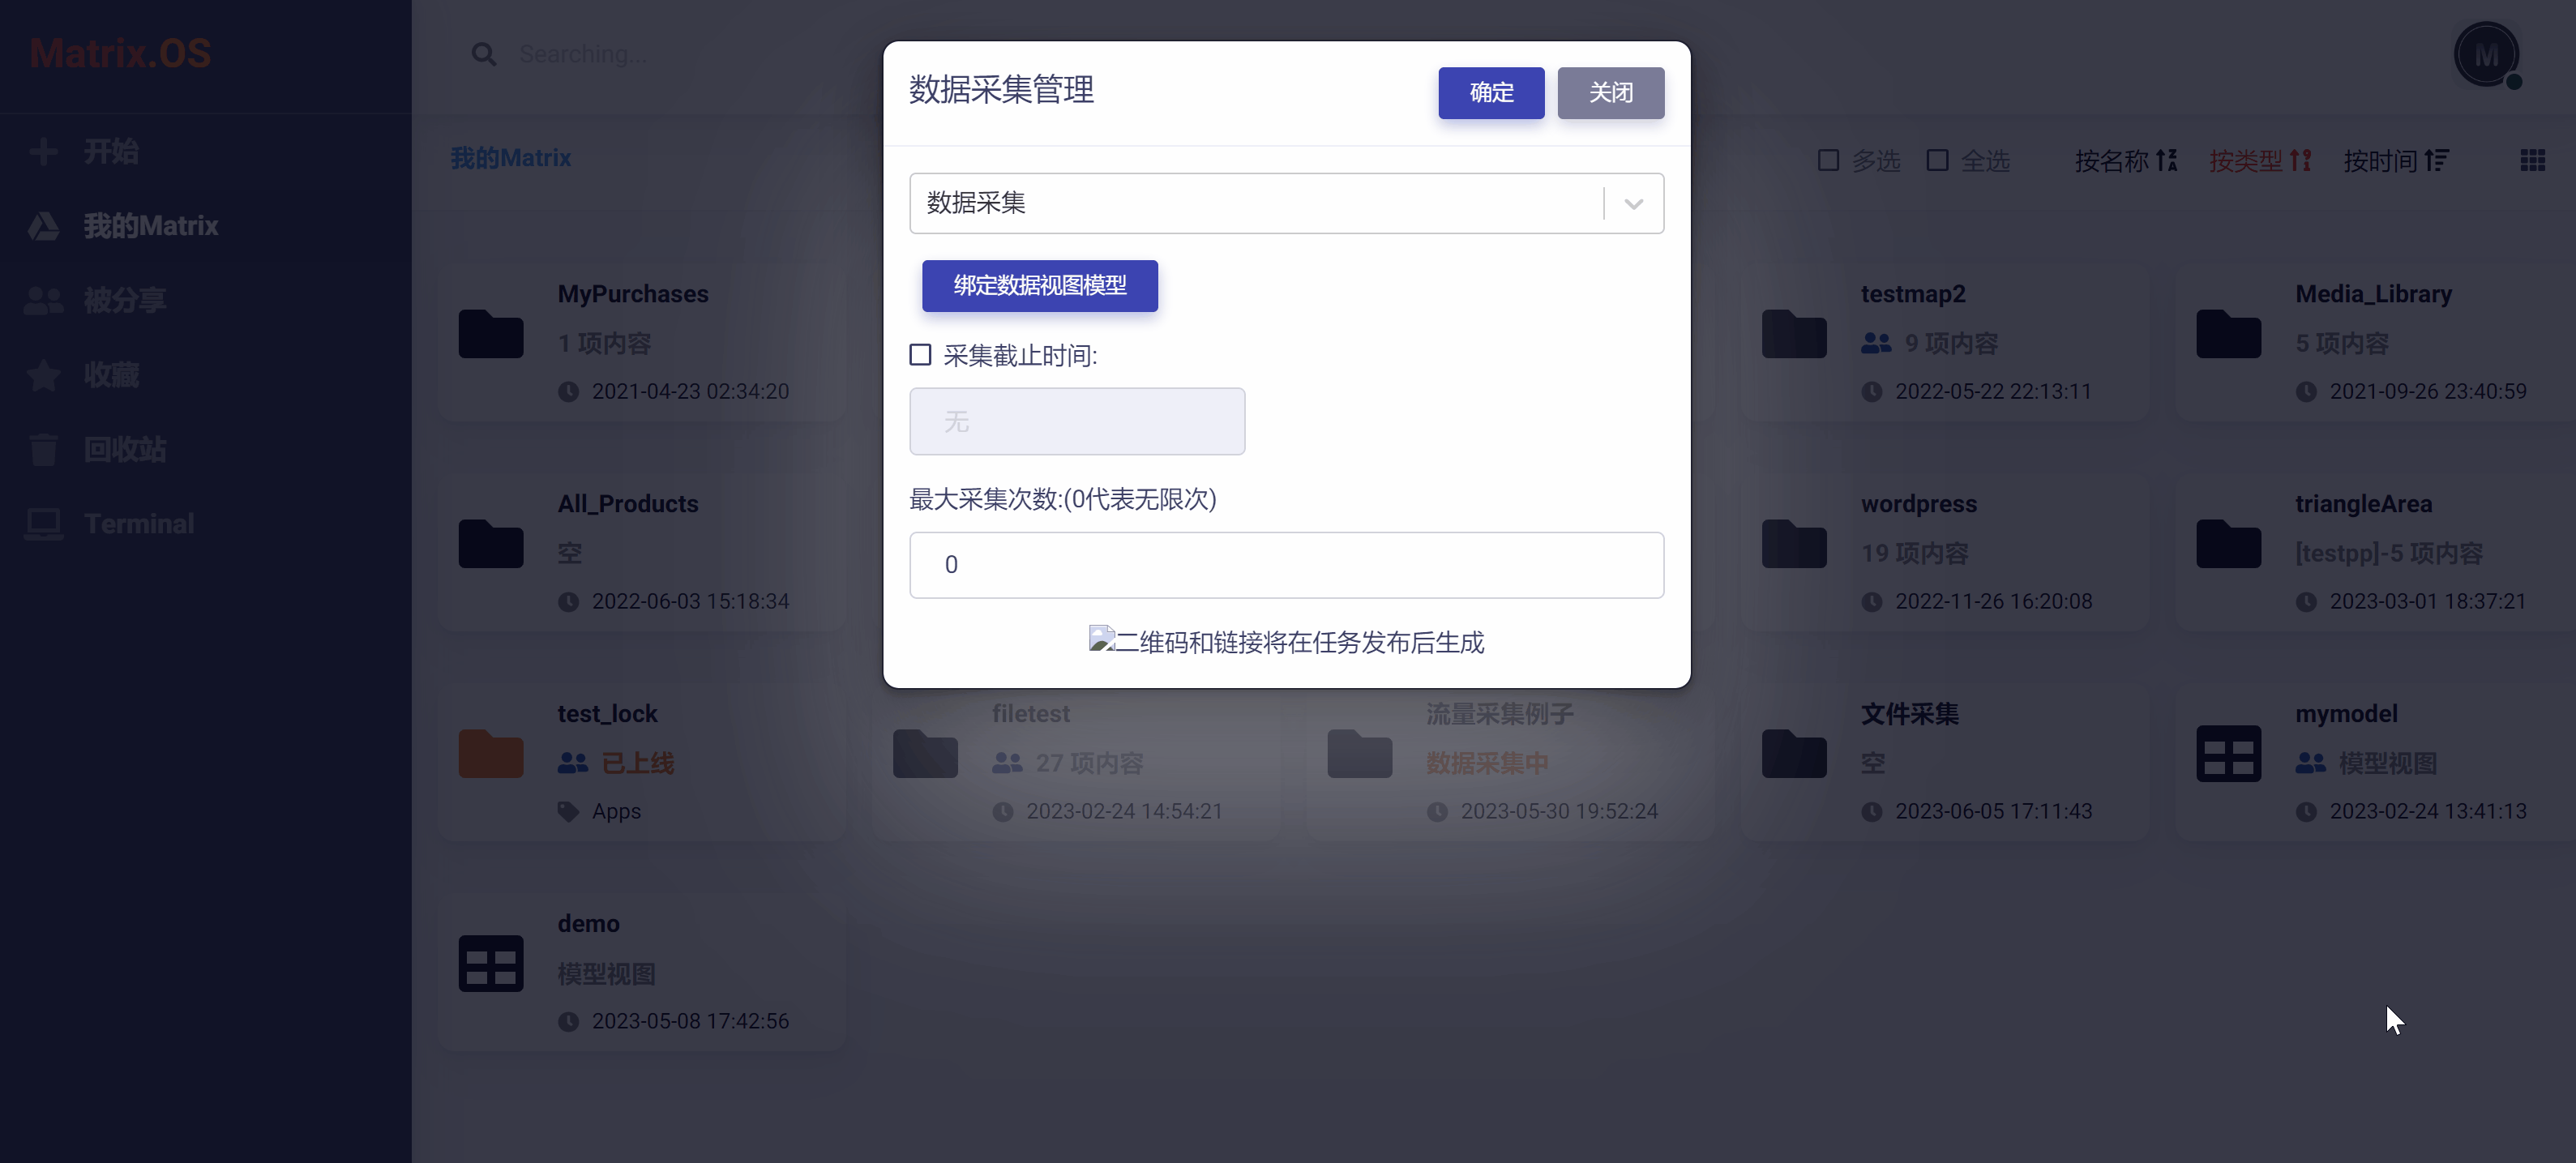 Matrix.OS
开始
我的Matrix
被分享
收藏
回收站
Terminal
Searching...
M
我的Matrix
多选
全选
按名称
按类型
按时间
数据采集管理
确定
关闭
数据采集
绑定数据视图模型
采集截止时间:
无
最大采集次数:(0代表无限次)
0
二维码和链接将在任务发布后生成
MyPurchases
1 项内容
2021-04-23 02:34:20
testmap2
9 项内容
2022-05-22 22:13:11
Media_Library
5 项内容
2021-09-26 23:40:59
All_Products
空
2022-06-03 15:18:34
wordpress
19 项内容
2022-11-26 16:20:08
triangleArea
[testpp]-5 项内容
2023-03-01 18:37:21
test_lock
已上线
Apps
filetest
27 项内容
2023-02-24 14:54:21
流量采集例子
数据采集中
2023-05-30 19:52:24
文件采集
空
2023-06-05 17:11:43
mymodel
模型视图
2023-02-24 13:41:13
demo
模型视图
2023-05-08 17:42:56